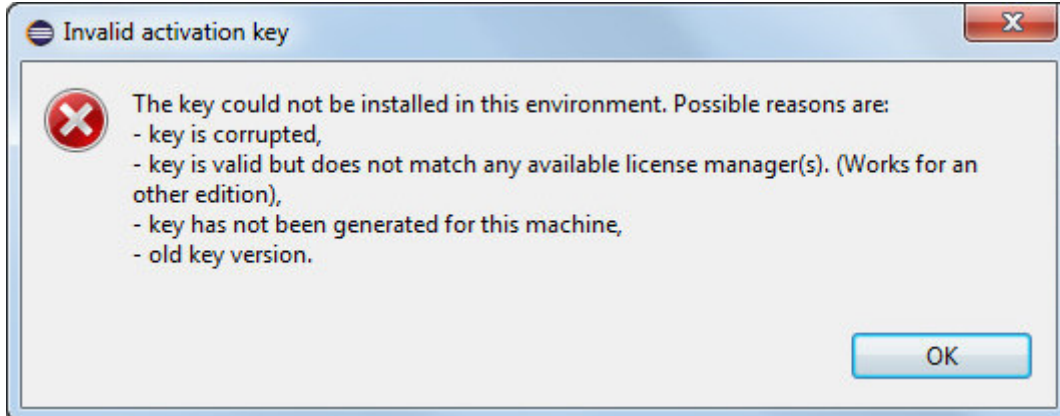 Invalid activation key
The key could not be installed in this environment. Possible reasons are:
- key is corrupted,
- key is valid but does not match any available license manager(s). (Works for an
other edition),
- key has not been generated for this machine,
- old key version.
OK